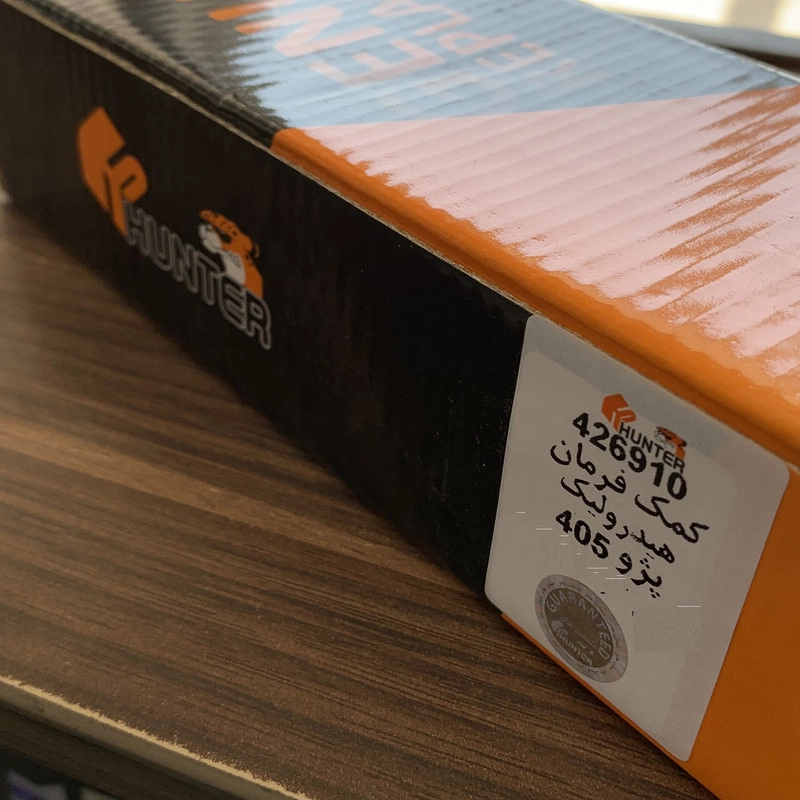 HUNTER
HUNTER
426910
کمک فرمان
هیدرولیک
پژو 405
GUARANTEED
HUNTER